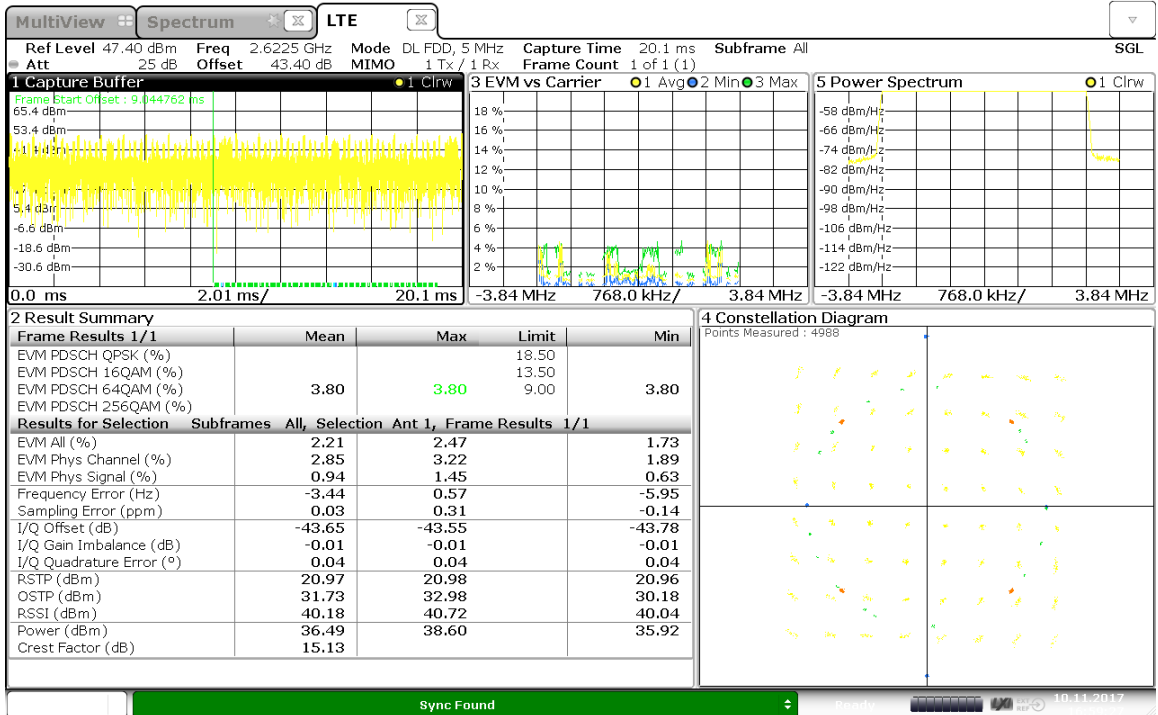 MultiView Spectrum LTE
Ref Level 47.40 dBm Freq 2.6225 GHz Mode DL FDD, 5 MHz Capture Time 20.1 ms Subframe All SGL
Att 25 dB Offset 43.40 dB MIMO 1 Tx / 1 Rx Frame Count 1 of 1 (1)
1 Capture Buffer 1 Clrw
Frame Start Offset : 9.044762 ms
65.4 dBm
53.4 dBm
5.4 dBm
-6.6 dBm
-18.6 dBm
-30.6 dBm
0.0 ms 2.01 ms/ 20.1 ms
3 EVM vs Carrier 1 Avg 2 Min 3 Max
18 %
16 %
14 %
12 %
10 %
8 %
6 %
4 %
2 %
-3.84 MHz 768.0 kHz/ 3.84 MHz
5 Power Spectrum 1 Clrw
-58 dBm/Hz
-66 dBm/Hz
-74 dBm/Hz
-82 dBm/Hz
-90 dBm/Hz
-98 dBm/Hz
-106 dBm/Hz
-114 dBm/Hz
-122 dBm/Hz
-3.84 MHz 768.0 kHz/ 3.84 MHz
2 Result Summary
Frame Results 1/1 Mean Max Limit Min
EVM PDSCH QPSK (%) 18.50
EVM PDSCH 16QAM (%) 13.50
EVM PDSCH 64QAM (%) 3.80 3.80 9.00 3.80
EVM PDSCH 256QAM (%)
Results for Selection Subframes All, Selection Ant 1, Frame Results 1/1
EVM All (%) 2.21 2.47 1.73
EVM Phys Channel (%) 2.85 3.22 1.89
EVM Phys Signal (%) 0.94 1.45 0.63
Frequency Error (Hz) -3.44 0.57 -5.95
Sampling Error (ppm) 0.03 0.31 -0.14
I/Q Offset (dB) -43.65 -43.55 -43.78
I/Q Gain Imbalance (dB) -0.01 -0.01 -0.01
I/Q Quadrature Error (º) 0.04 0.04 0.04
RSTP (dBm) 20.97 20.98 20.96
OSTP (dBm) 31.73 32.98 30.18
RSSI (dBm) 40.18 40.72 40.04
Power (dBm) 36.49 38.60 35.92
Crest Factor (dB) 15.13
4 Constellation Diagram
Points Measured : 4988
Sync Found Ready LXI EXT REF 10.11.2017